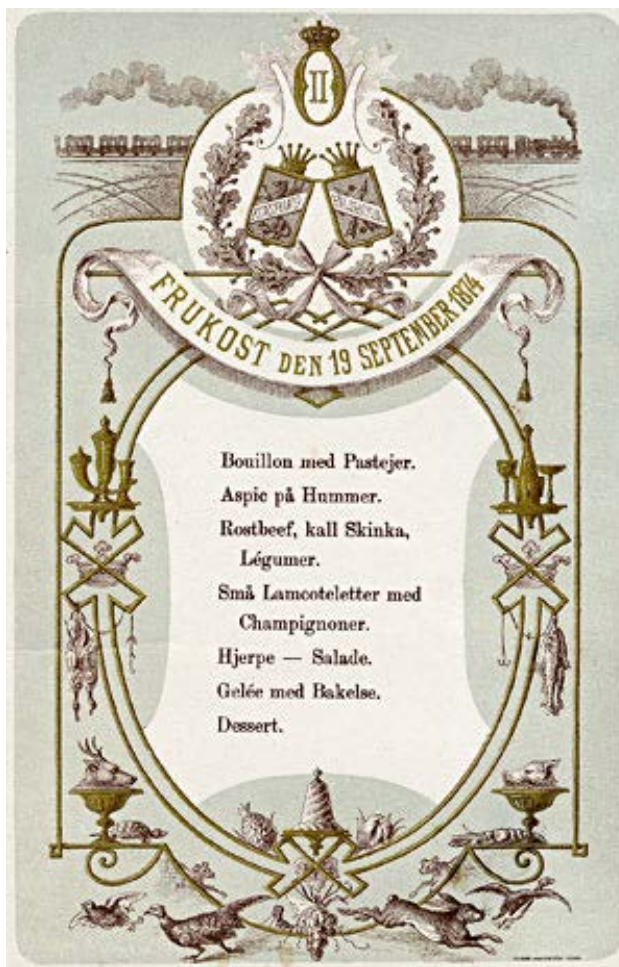 II
FRUKOST DEN 19 SEPTEMBER 1874
Bouillon med Pastejer.
Aspic på Hummer.
Rostbeef, kall Skinka,
Légumer.
Små Lamcoteletter med
Champignoner.
Hjerpe — Salade.
Gelée med Bakelse.
Dessert.